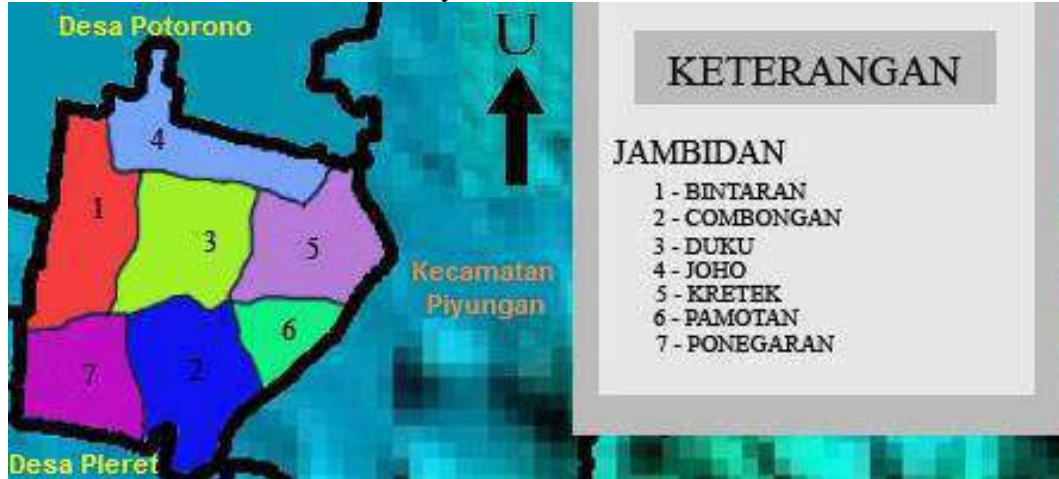 Desa Potorono
U
4
1
3
5
Kecamatan
Piyungan
6
7
2
Desa Pleret
KETERANGAN
JAMBIDAN
1 - BINTARAN
2 - COMBONGAN
3 - DUKU
4 - JOHO
5 - KRETEK
6 - PAMOTAN
7 - PONEGARAN